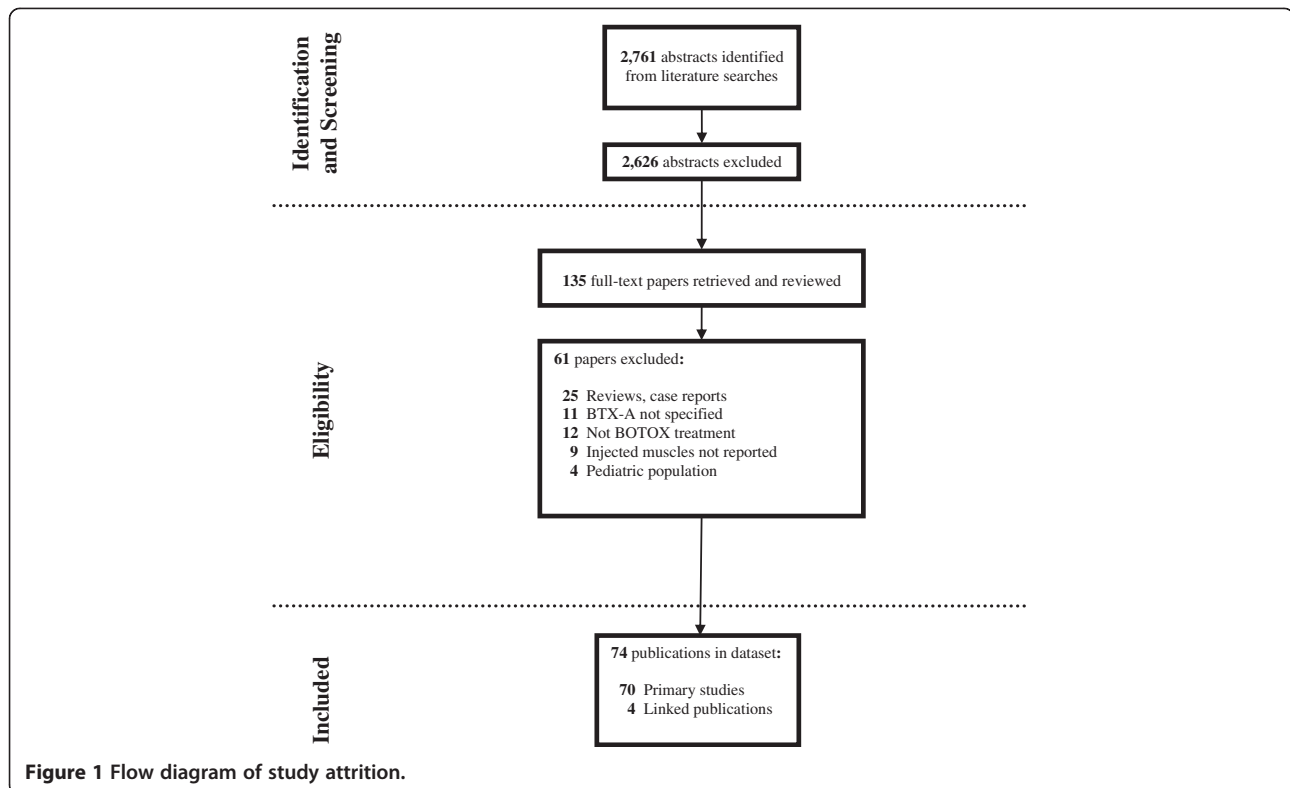 Identification
and Screening
2,761 abstracts identified
from literature searches
2,626 abstracts excluded
Eligibility
135 full-text papers retrieved and reviewed
61 papers excluded:
25 Reviews, case reports
11 BTX-A not specified
12 Not BOTOX treatment
9 Injected muscles not reported
4 Pediatric population
Included
74 publications in dataset:
70 Primary studies
4 Linked publications
Figure 1 Flow diagram of study attrition.